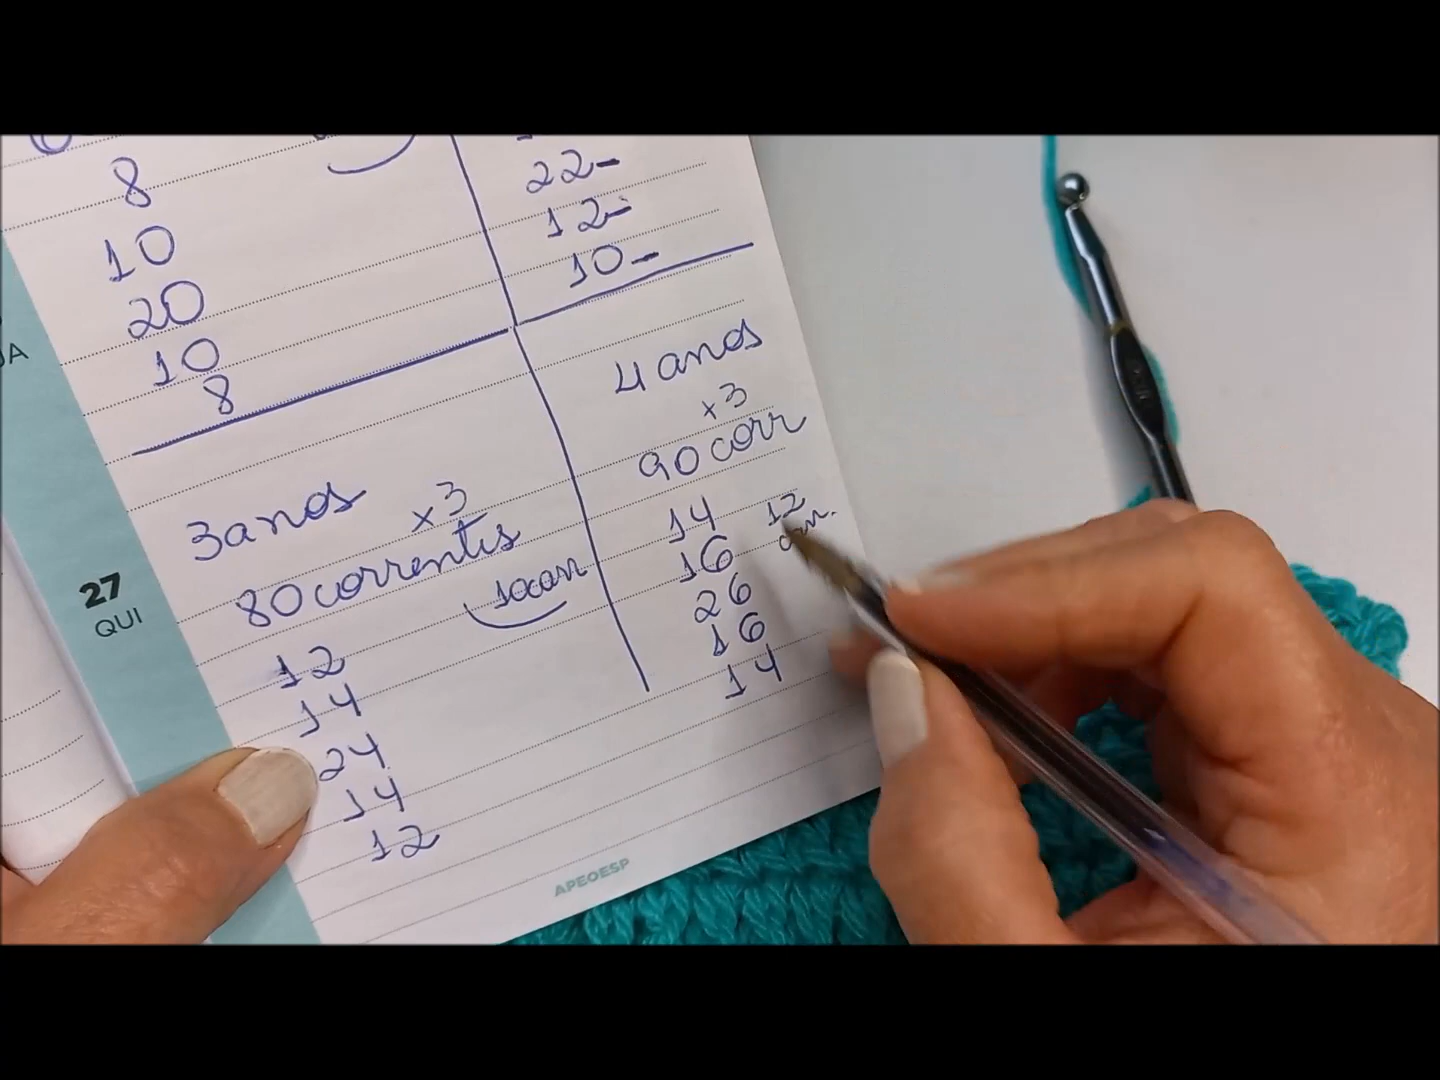 8
10
20
10
8
22-
12-
10-
3 anos
x3
80 correntes
10 corr
12
14
24
14
12
4 anos
x3
90 corr
14
12
16
26
16
14
27
QUI
APEOESP